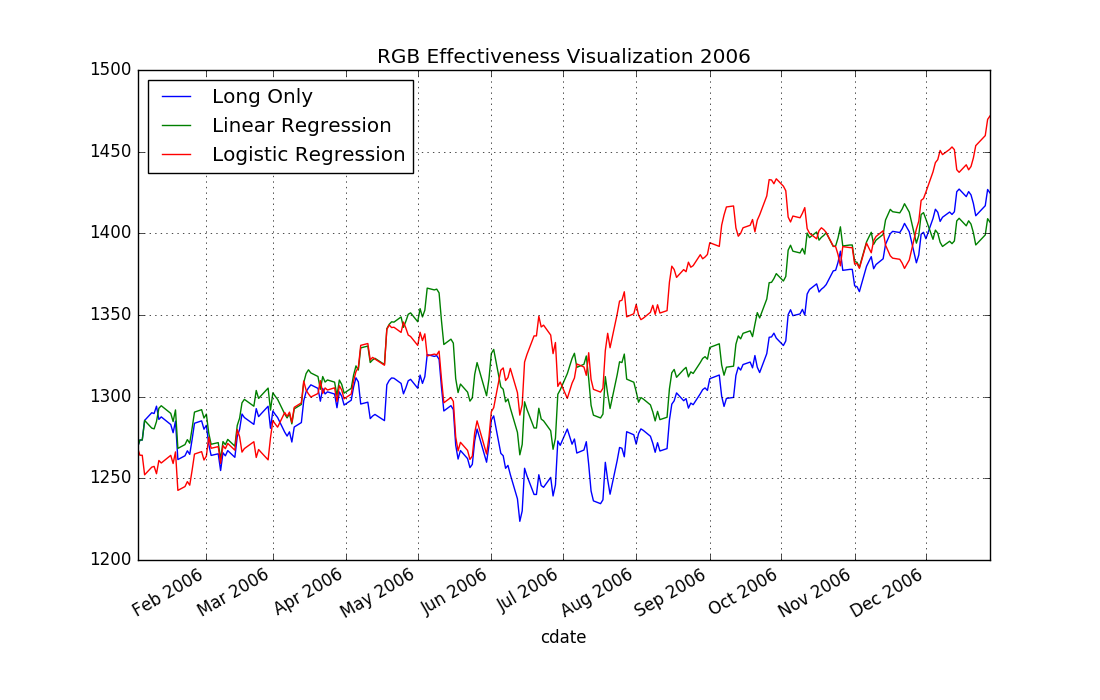 RGB Effectiveness Visualization 2006
1500
1450
1400
1350
1300
1250
1200
Long Only
Linear Regression
Logistic Regression
Feb 2006
Mar 2006
Apr 2006
May 2006
Jun 2006
Jul 2006
Aug 2006
Sep 2006
Oct 2006
Nov 2006
Dec 2006
cdate